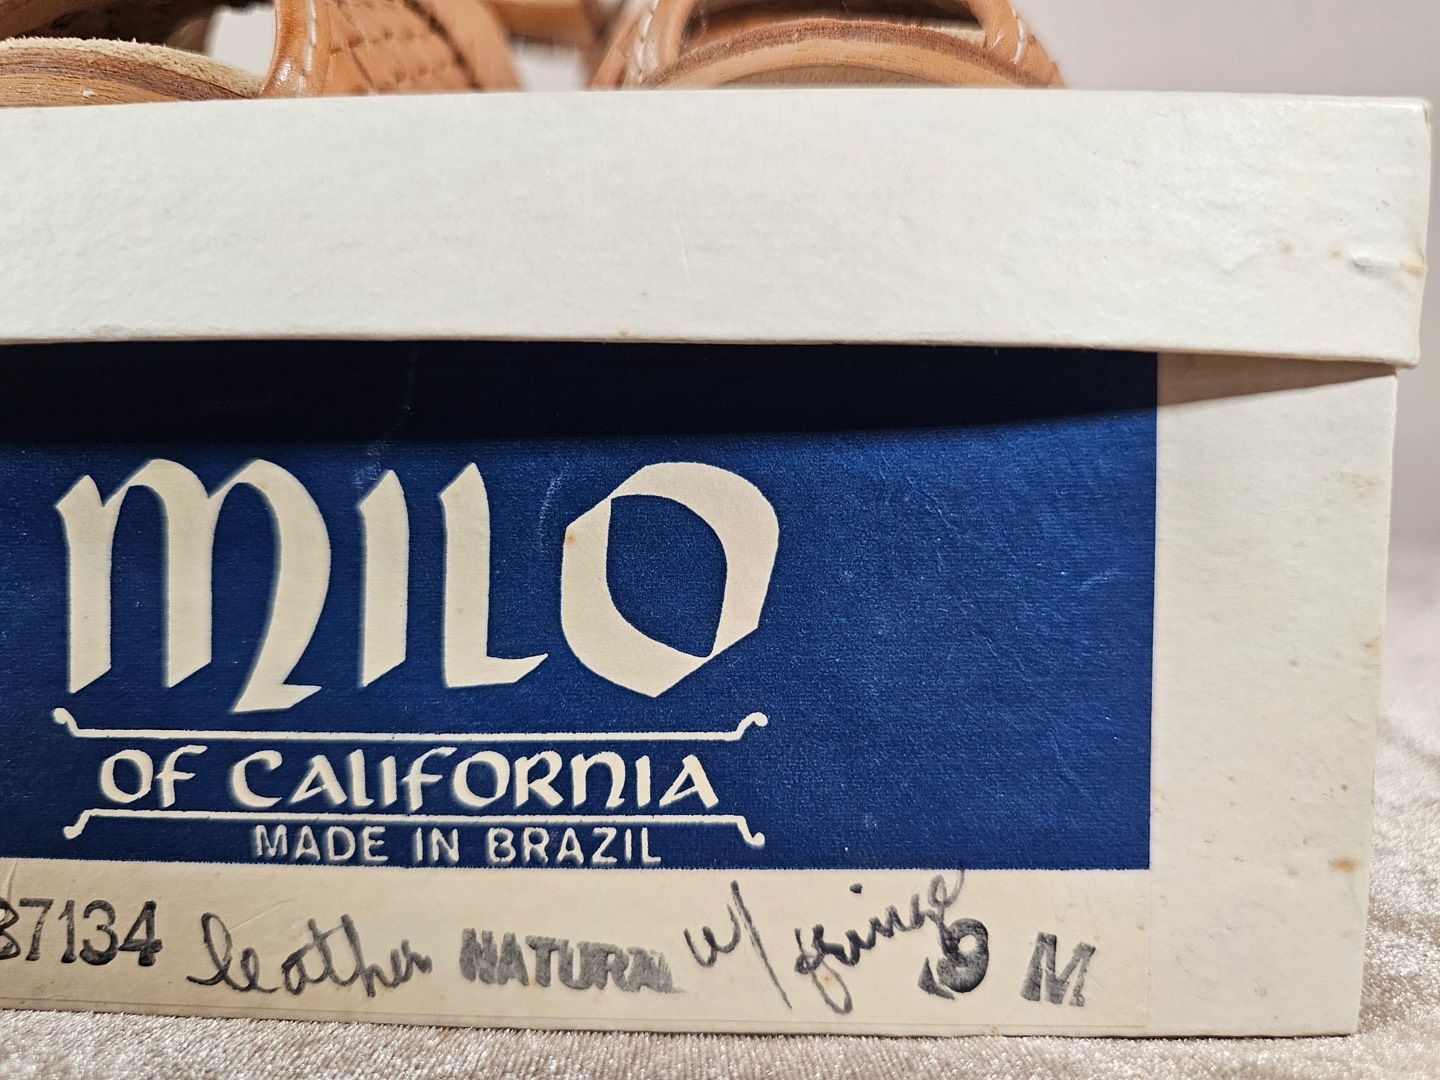 MILO
OF CALIFORNIA
MADE IN BRAZIL
37134 leather NATURAL w/ fringe 9 M